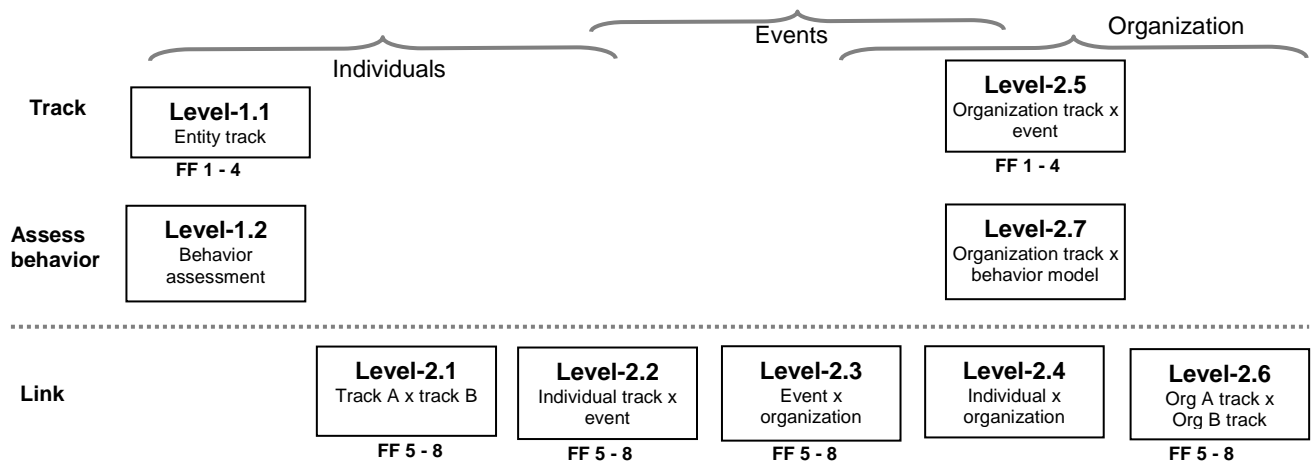 Events
Organization
Individuals
Track
Level-1.1
Entity track
FF 1 - 4
Level-2.5
Organization track x
event
FF 1 - 4
Assess
behavior
Level-1.2
Behavior
assessment
Level-2.7
Organization track x
behavior model
Link
Level-2.1
Track A x track B
FF 5 - 8
Level-2.2
Individual track x
event
FF 5 - 8
Level-2.3
Event x
organization
FF 5 - 8
Level-2.4
Individual x
organization
Level-2.6
Org A track x
Org B track
FF 5 - 8